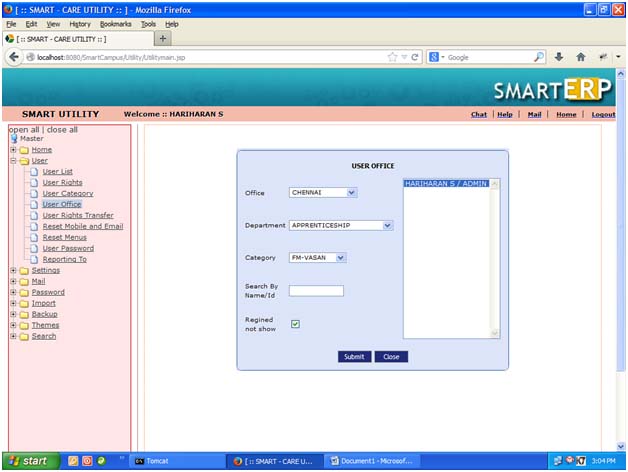 [ :: SMART - CARE UTILITY :: ] - Mozilla Firefox
File Edit View History Bookmarks Tools Help
[ :: SMART - CARE UTILITY :: ] +
localhost:8080/SmartCampus/Utility/Utilitymain.jsp
Google
SMARTERP
SMART UTILITY Welcome :: HARIHARAN S Chat | Help | Mail | Home | Logout
open all | close all
Master
Home
User
User List
User Rights
User Category
User Office
User Rights Transfer
Reset Mobile and Email
Reset Menus
User Password
Reporting To
Settings
Mail
Password
Import
Backup
Themes
Search
USER OFFICE
Office CHENNAI
HARIHARAN S / ADMIN
Department APPRENTICESHIP
Category FM-VASAN
Search By
Name/Id
Regined
not show
Submit Close
start » Tomcat [ :: SMART - CARE U... Document1 - Microsof... 3:04 PM